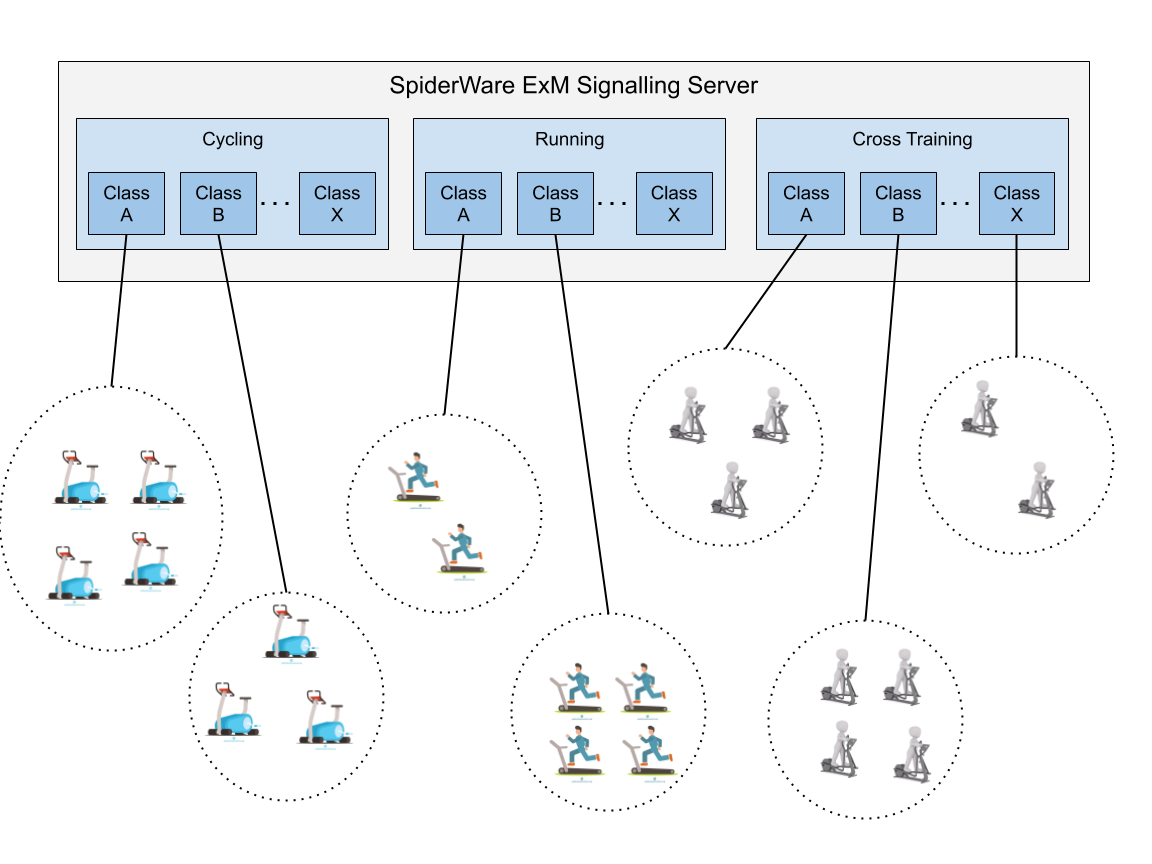 SpiderWare ExM Signalling Server
Cycling
Class
A
Class
B
. . .
Class
X
Running
Class
A
Class
B
. . .
Class
X
Cross Training
Class
A
Class
B
. . .
Class
X